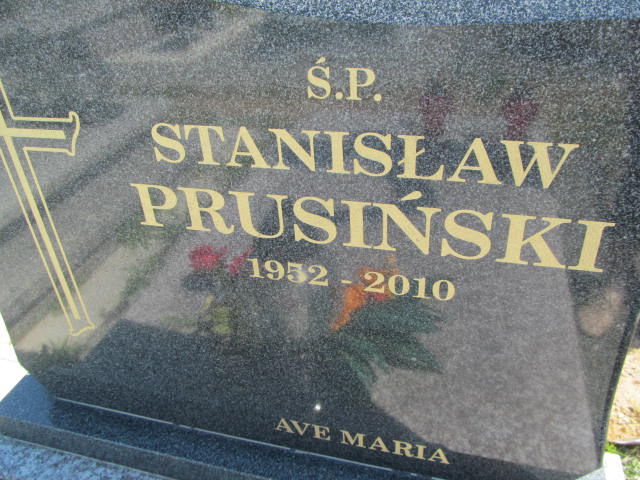 Ś.P.
STANISŁAW
PRUSIŃSKI
1952 - 2010
AVE MARIA